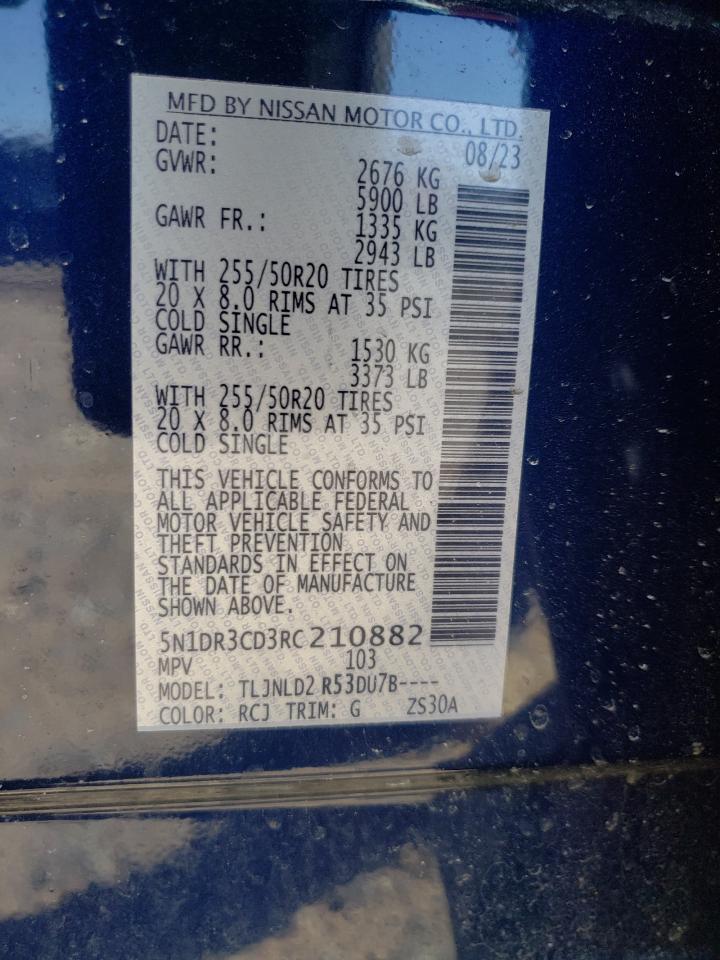 MFD BY NISSAN MOTOR CO., LTD.
DATE: 08/23
GVWR: 2676 KG
5900 LB
GAWR FR.: 1335 KG
2943 LB
WITH 255/50R20 TIRES
20 X 8.0 RIMS AT 35 PSI
COLD SINGLE
GAWR RR.: 1530 KG
3373 LB
WITH 255/50R20 TIRES
20 X 8.0 RIMS AT 35 PSI
COLD SINGLE
THIS VEHICLE CONFORMS TO
ALL APPLICABLE FEDERAL
MOTOR VEHICLE SAFETY AND
THEFT PREVENTION
STANDARDS IN EFFECT ON
THE DATE OF MANUFACTURE
SHOWN ABOVE.
5N1DR3CD3RC210882
MPV 103
MODEL: TLJNLD2 R53DU7B----
COLOR: RCJ TRIM: G ZS30A